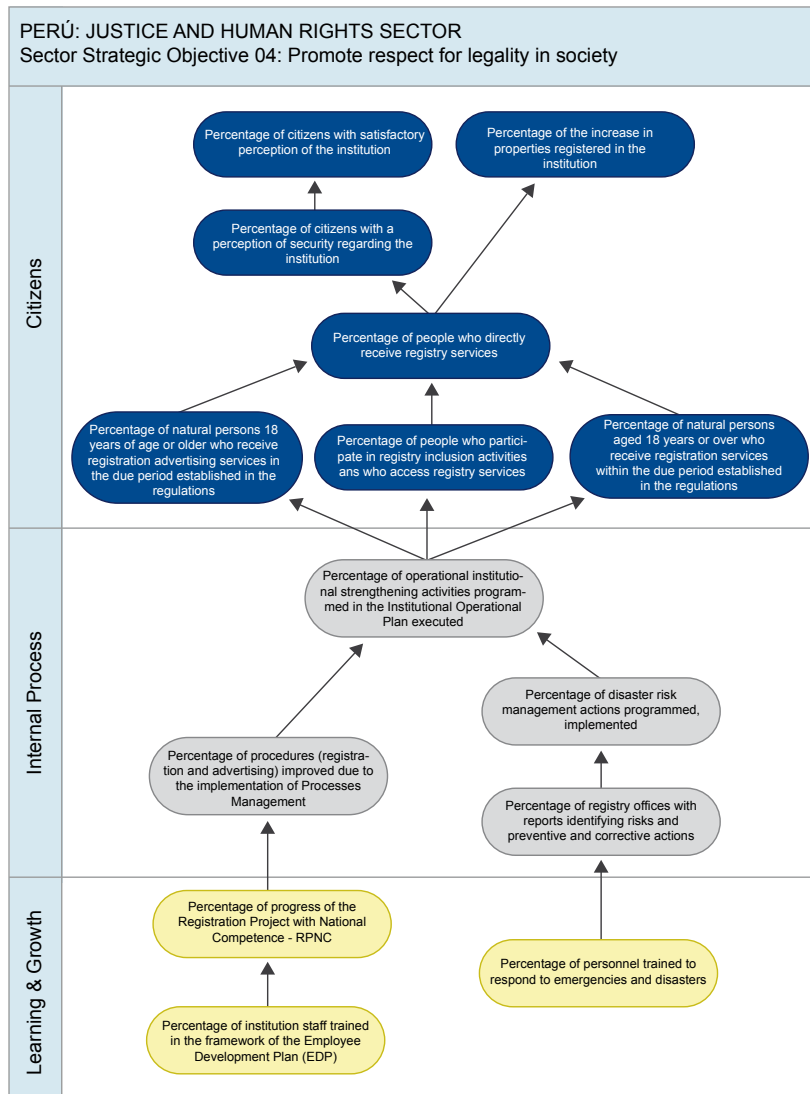 PERÚ: JUSTICE AND HUMAN RIGHTS SECTOR
Sector Strategic Objective 04: Promote respect for legality in society
Citizens
Percentage of citizens with satisfactory
perception of the institution
Percentage of the increase in
properties registered in the
institution
Percentage of citizens with a
perception of security regarding the
institution
Percentage of people who directly
receive registry services
Percentage of natural persons 18
years of age or older who receive
registration advertising services in
the due period established in the
regulations
Percentage of people who partici-
pate in registry inclusion activities
ans who access registry services
Percentage of natural persons
aged 18 years or over who
receive registration services
within the due period established
in the regulations
Internal Process
Percentage of operational institutio-
nal strengthening activities program-
med in the Institutional Operational
Plan executed
Percentage of disaster risk
management actions programmed,
implemented
Percentage of procedures (registra-
tion and advertising) improved due to
the implementation of Processes
Management
Percentage of registry offices with
reports identifying risks and
preventive and corrective actions
Learning & Growth
Percentage of progress of the
Registration Project with National
Competence - RPNC
Percentage of personnel trained to
respond to emergencies and disasters
Percentage of institution staff trained
in the framework of the Employee
Development Plan (EDP)